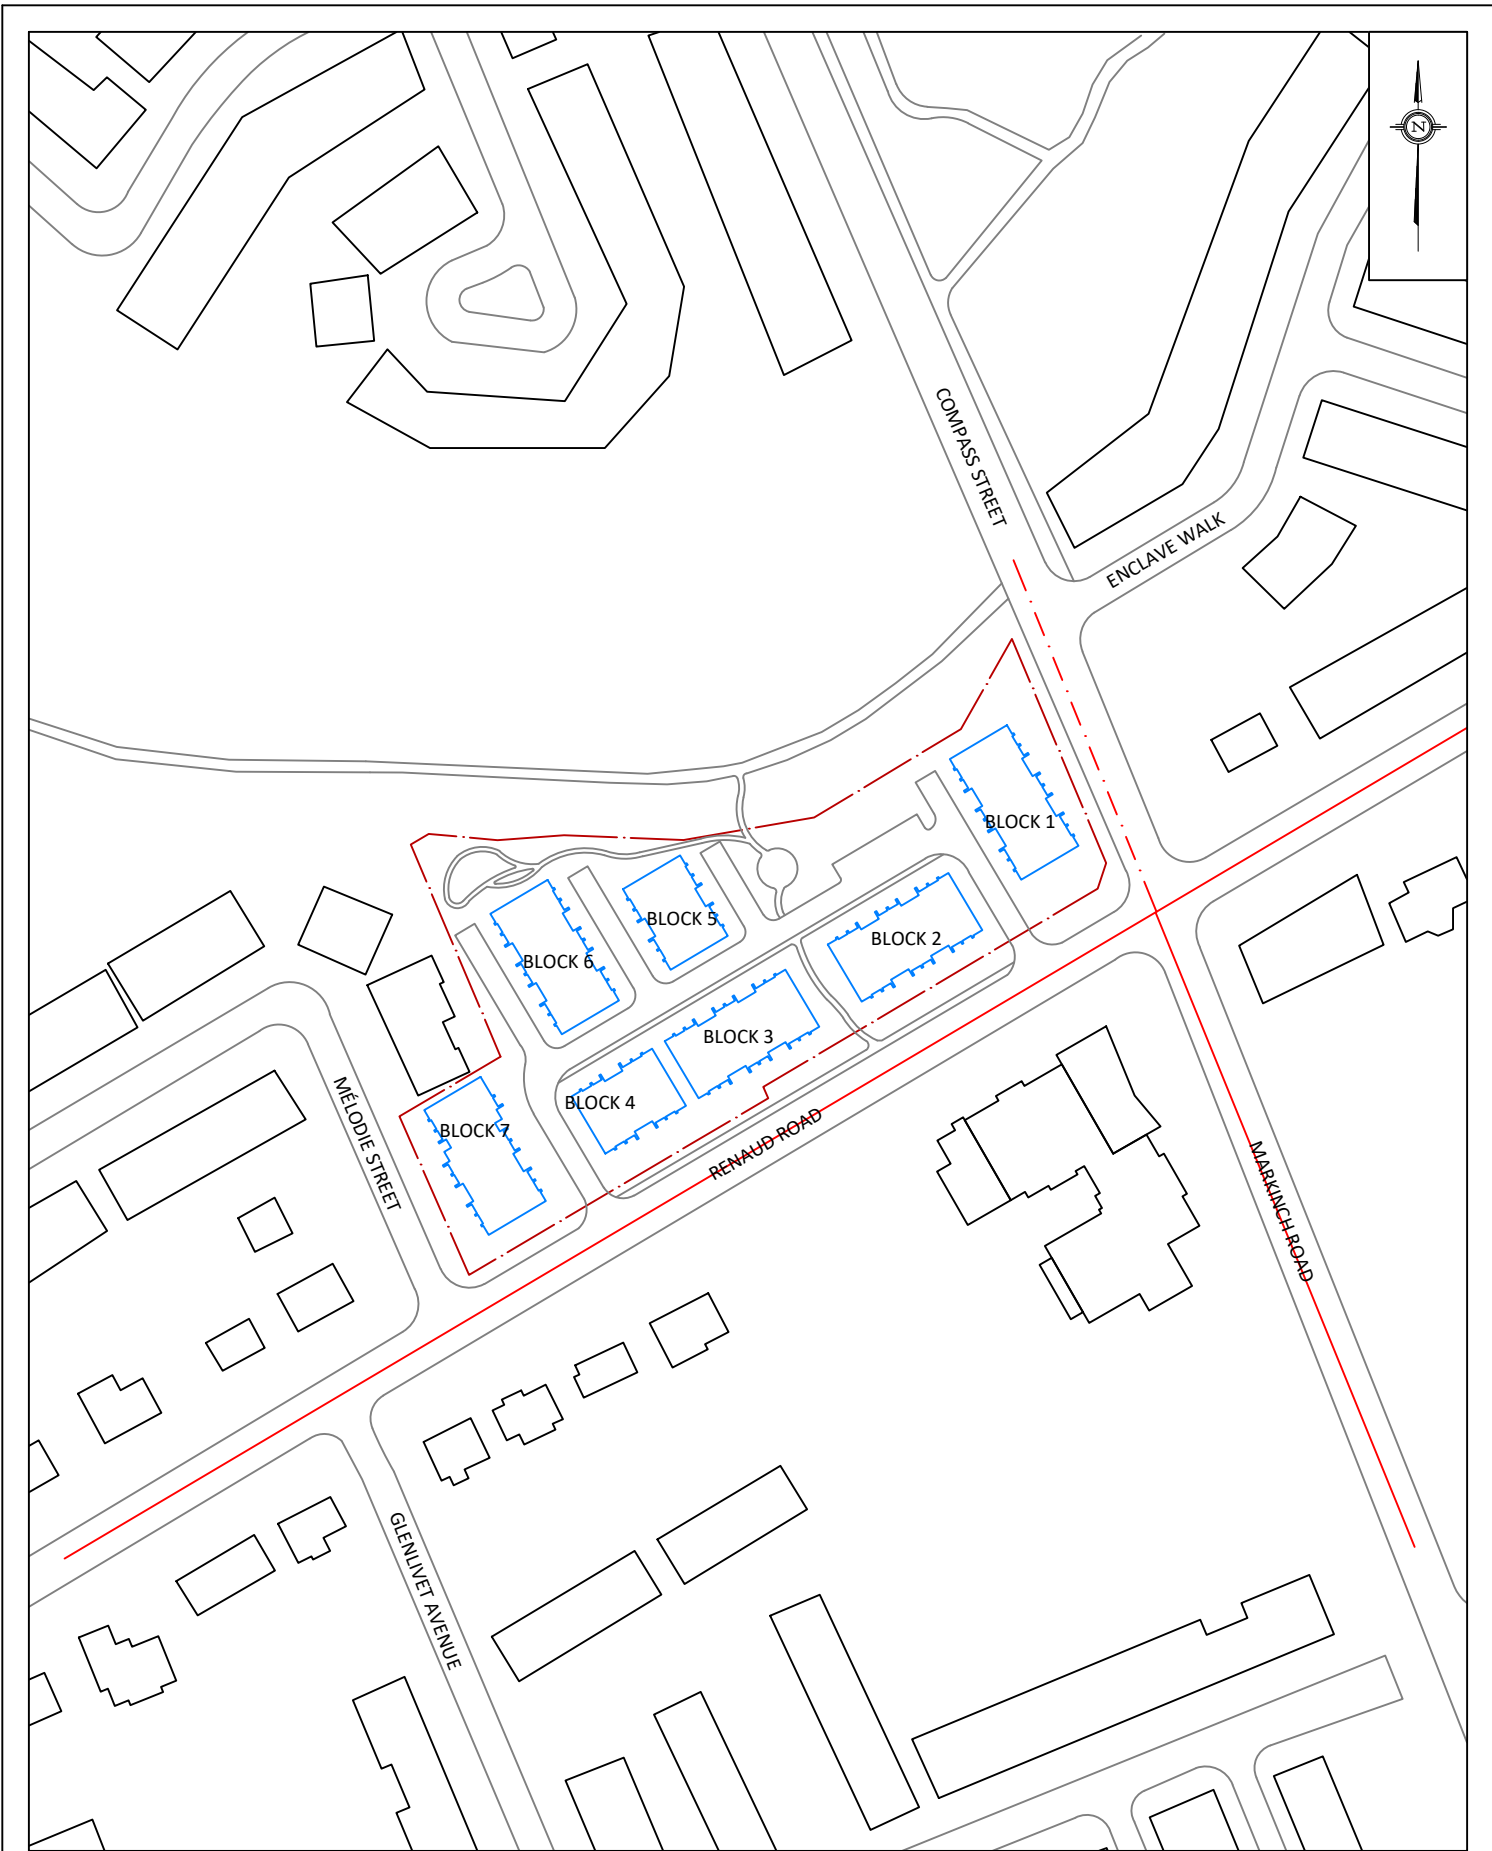 N
COMPASS STREET
ENCLAVE WALK
BLOCK 1
BLOCK 5
BLOCK 2
BLOCK 6
BLOCK 3
BLOCK 4
BLOCK 7
MÉLODIE STREET
RENAUD ROAD
MARKINCH ROAD
GLENLIVET AVENUE